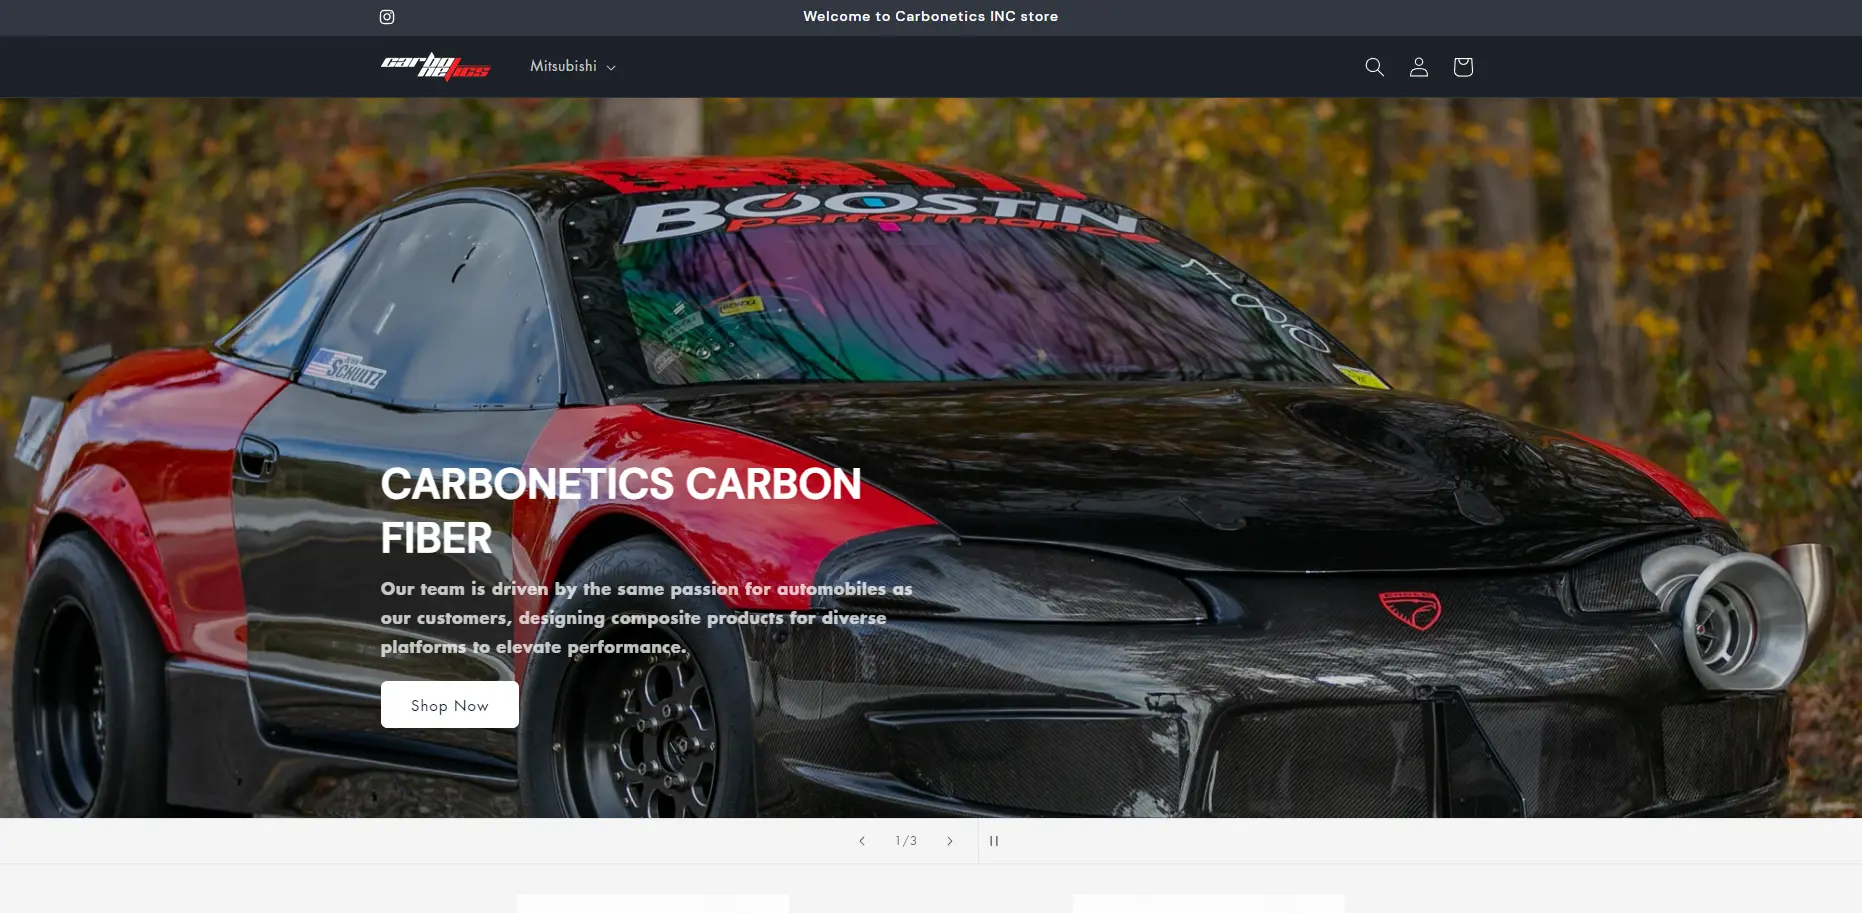 Welcome to Carbonetics INC store
carbo
netics
Mitsubishi
BOOSTIN
performance
SCHULTZ
CARBONETICS CARBON
FIBER
Our team is driven by the same passion for automobiles as
our customers, designing composite products for diverse
platforms to elevate performance.
Shop Now
1/3